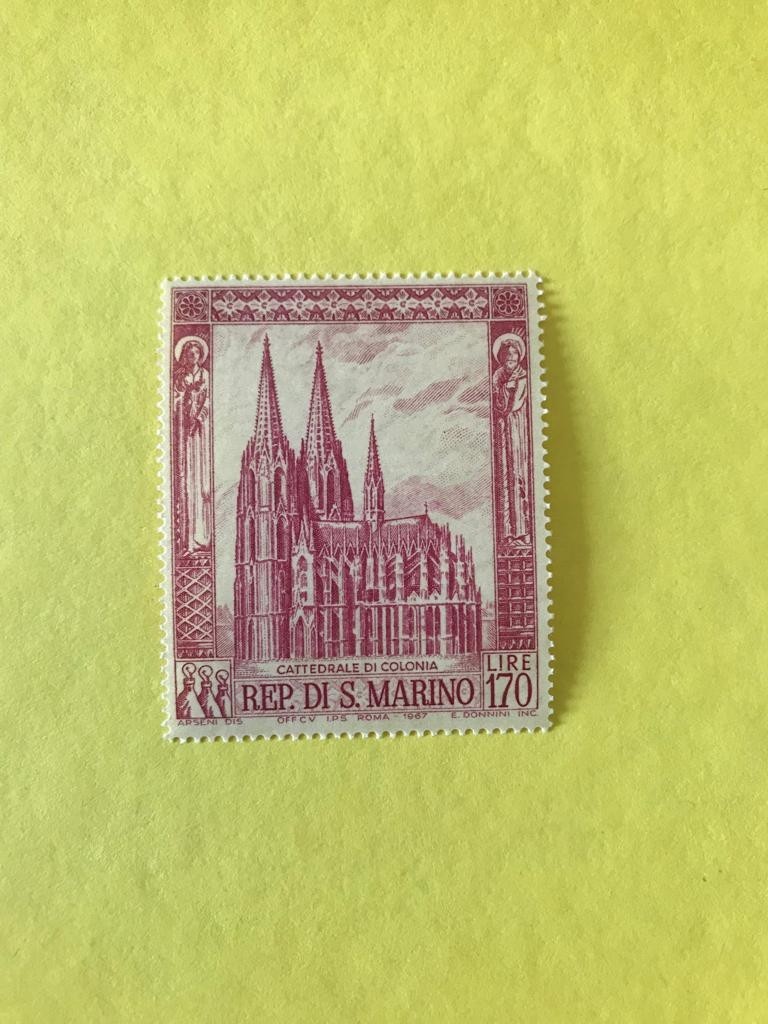 CATTEDRALE DI COLONIA
LIRE
REP. DI S. MARINO 170
ARSENI DIS OFF.C.V. I.P.S. ROMA - 1967 E. DONNINI INC.